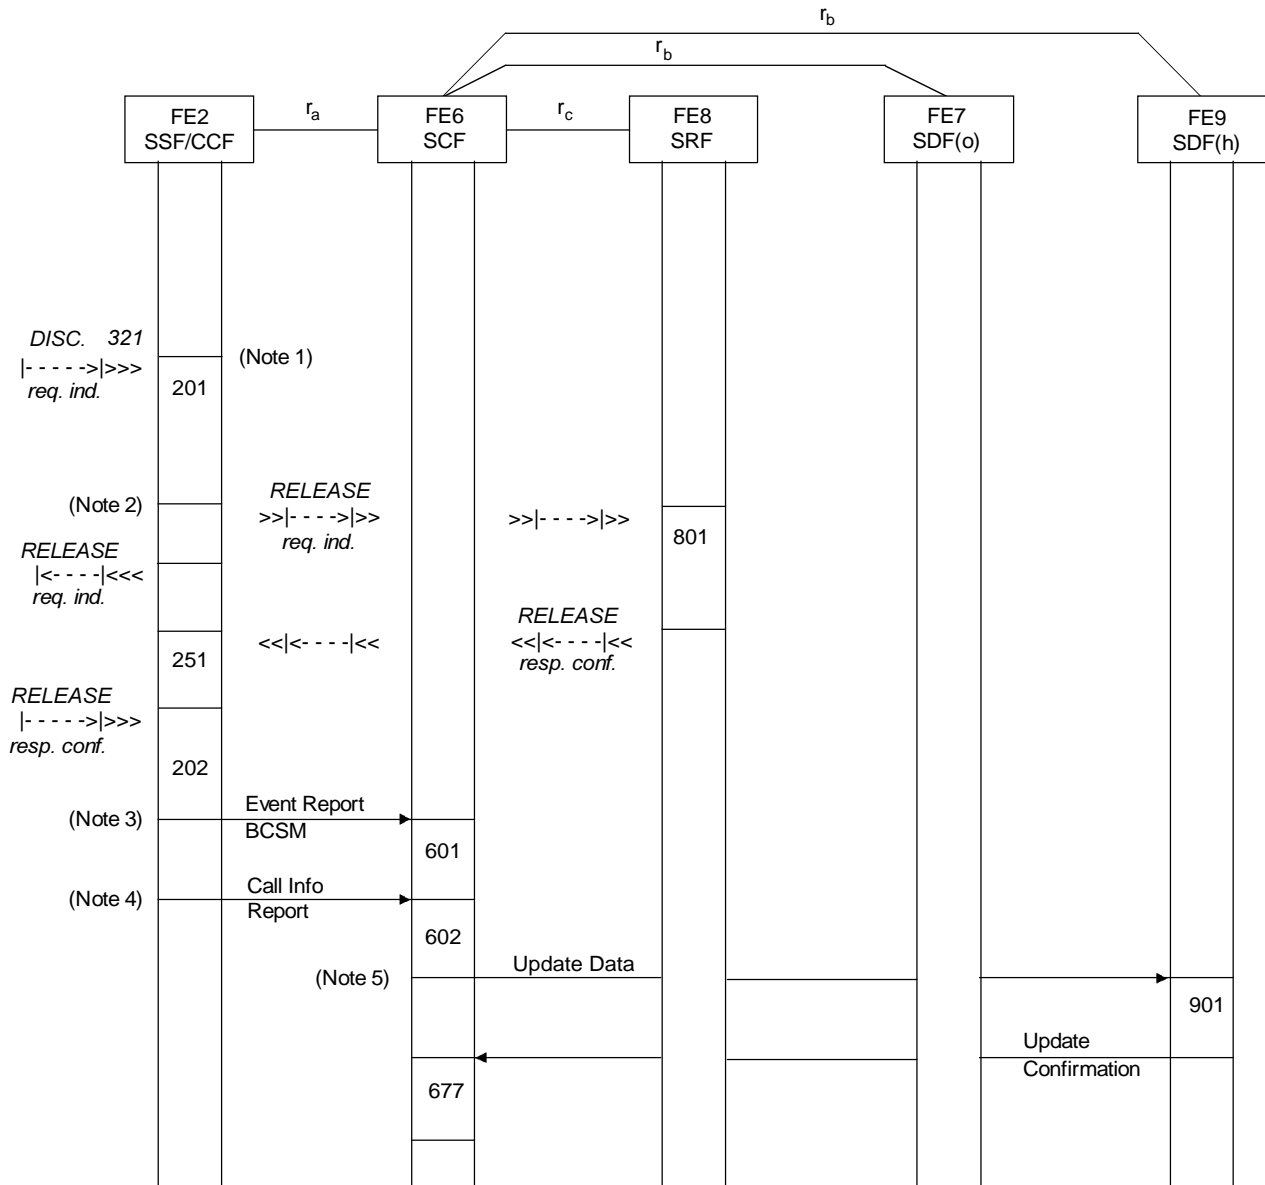 r_b
r_b
FE2
SSF/CCF
r_a
FE6
SCF
r_c
FE8
SRF
FE7
SDF(o)
FE9
SDF(h)
DISC. 321
|- - - - ->|>>>
req. ind.
(Note 1)
201
(Note 2)
RELEASE
>>|- - - ->|>>
req. ind.
>>|- - - ->|>>
801
RELEASE
|<- - - -|<<<
req. ind.
251
<<|<- - - -|<<
RELEASE
<<|<- - - -|<<
resp. conf.
RELEASE
|- - - - ->|>>>
resp. conf.
202
(Note 3)
Event Report
BCSM
601
(Note 4)
Call Info
Report
602
(Note 5)
Update Data
901
Update
Confirmation
677